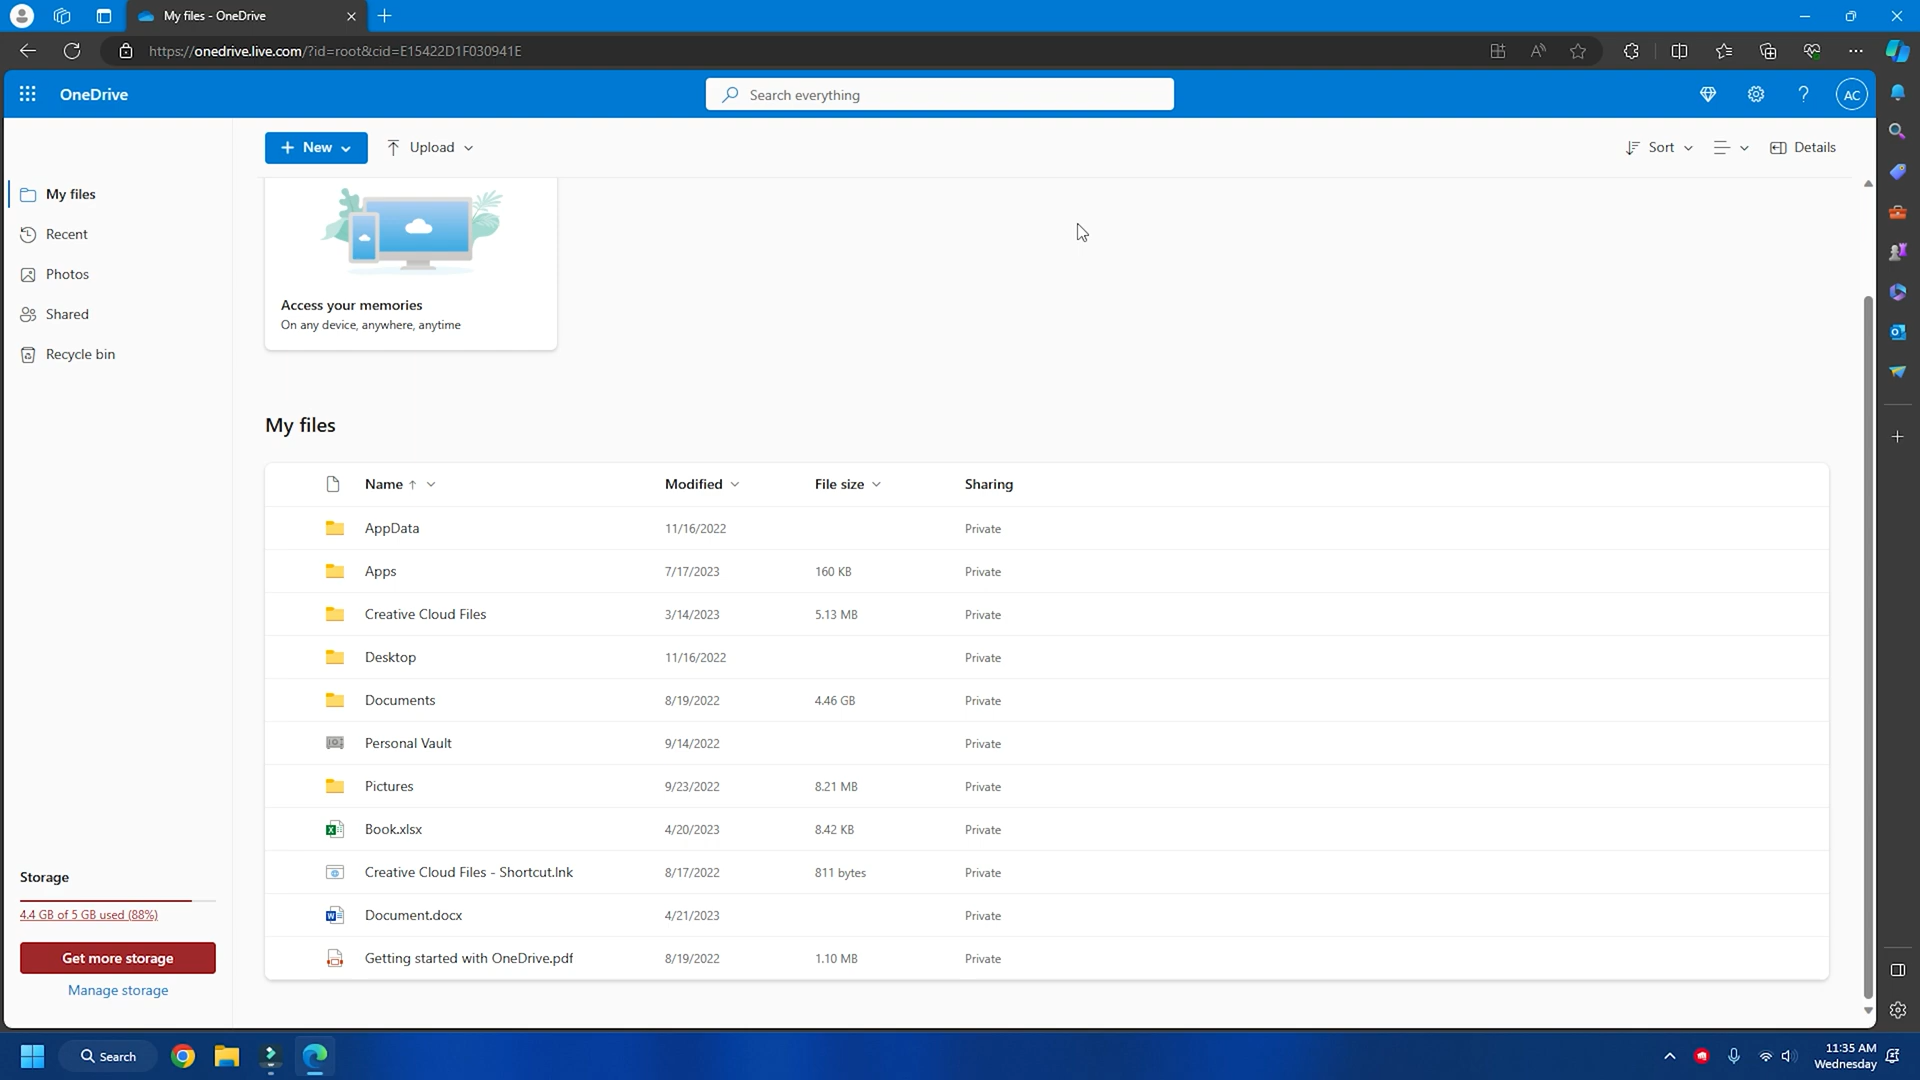 My files - OneDrive
https://onedrive.live.com/?id=root&cid=E15422D1F030941E
OneDrive
Search everything
AC
New
Upload
Sort
Details
My files
Recent
Photos
Shared
Recycle bin
Access your memories
On any device, anywhere, anytime
My files
Name Modified File size Sharing
AppData 11/16/2022 Private
Apps 7/17/2023 160 KB Private
Creative Cloud Files 3/14/2023 5.13 MB Private
Desktop 11/16/2022 Private
Documents 8/19/2022 4.46 GB Private
Personal Vault 9/14/2022 Private
Pictures 9/23/2022 8.21 MB Private
Book.xlsx 4/20/2023 8.42 KB Private
Creative Cloud Files - Shortcut.lnk 8/17/2022 811 bytes Private
Document.docx 4/21/2023 Private
Getting started with OneDrive.pdf 8/19/2022 1.10 MB Private
Storage
4.4 GB of 5 GB used (88%)
Get more storage
Manage storage
Search
11:35 AM
Wednesday